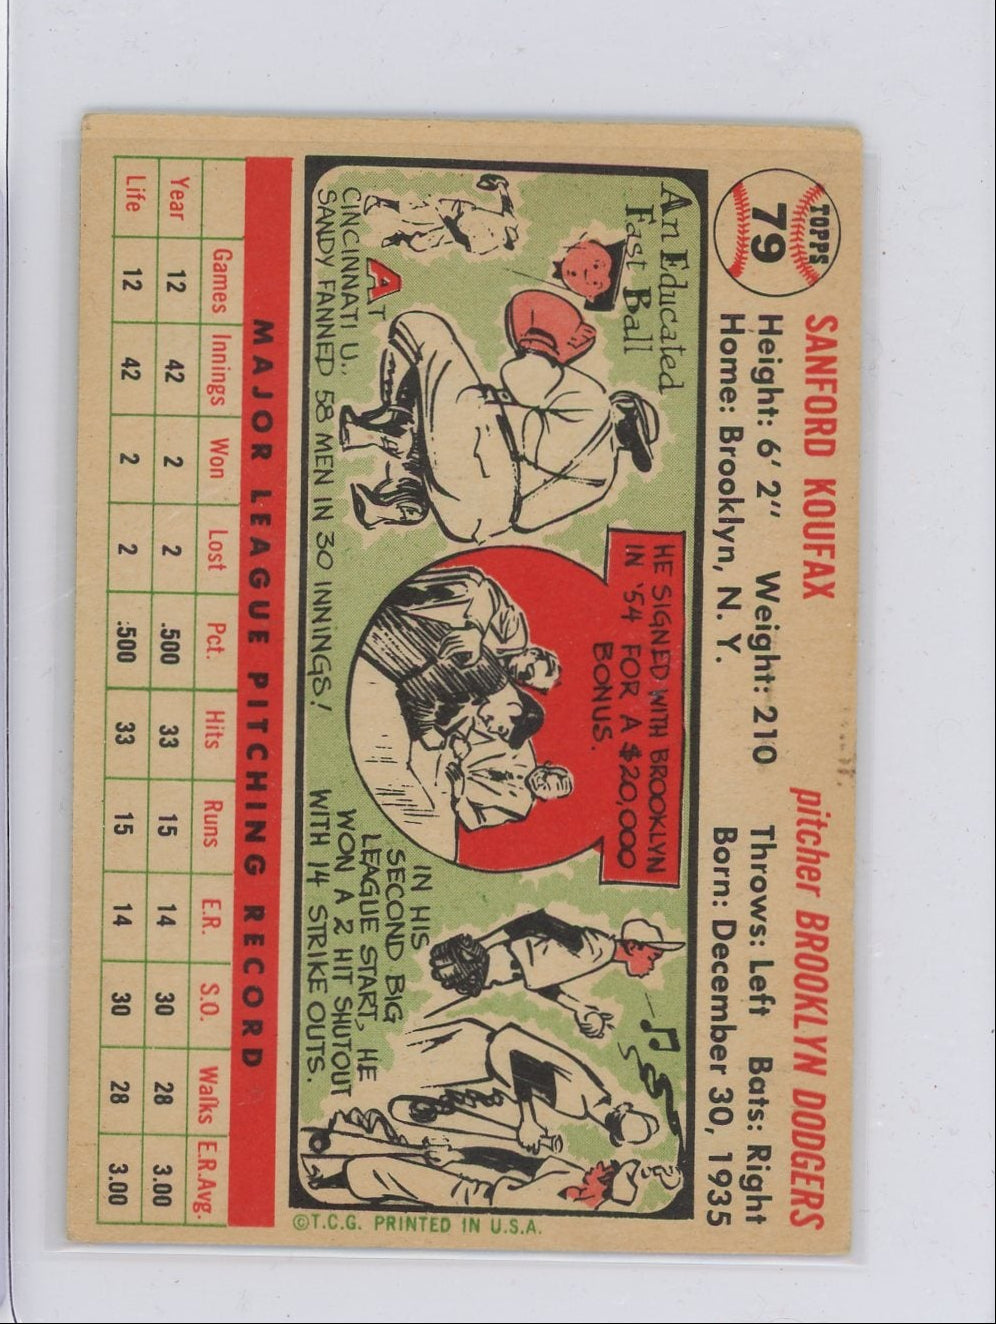 TOPPS
79
SANFORD KOUFAX
pitcher BROOKLYN DODGERS
Height: 6' 2" Weight: 210 Throws: Left Bats: Right
Home: Brooklyn, N. Y. Born: December 30, 1935
An Educated
Fast Ball
AT
CINCINNATI U.,
SANDY FANNED 58 MEN IN 30 INNINGS!
HE SIGNED WITH BROOKLYN
IN '54 FOR A $20,000
BONUS.
IN HIS
SECOND BIG
LEAGUE START, HE
WON A 2 HIT SHUTOUT
WITH 14 STRIKE OUTS.
©T.C.G. PRINTED IN U.S.A.
MAJOR LEAGUE PITCHING RECORD
Games Innings Won Lost Pct. Hits Runs E.R. S.O. Walks E.R.Avg.
Year 12 42 2 2 .500 33 15 14 30 28 3.00
Life 12 42 2 2 .500 33 15 14 30 28 3.00